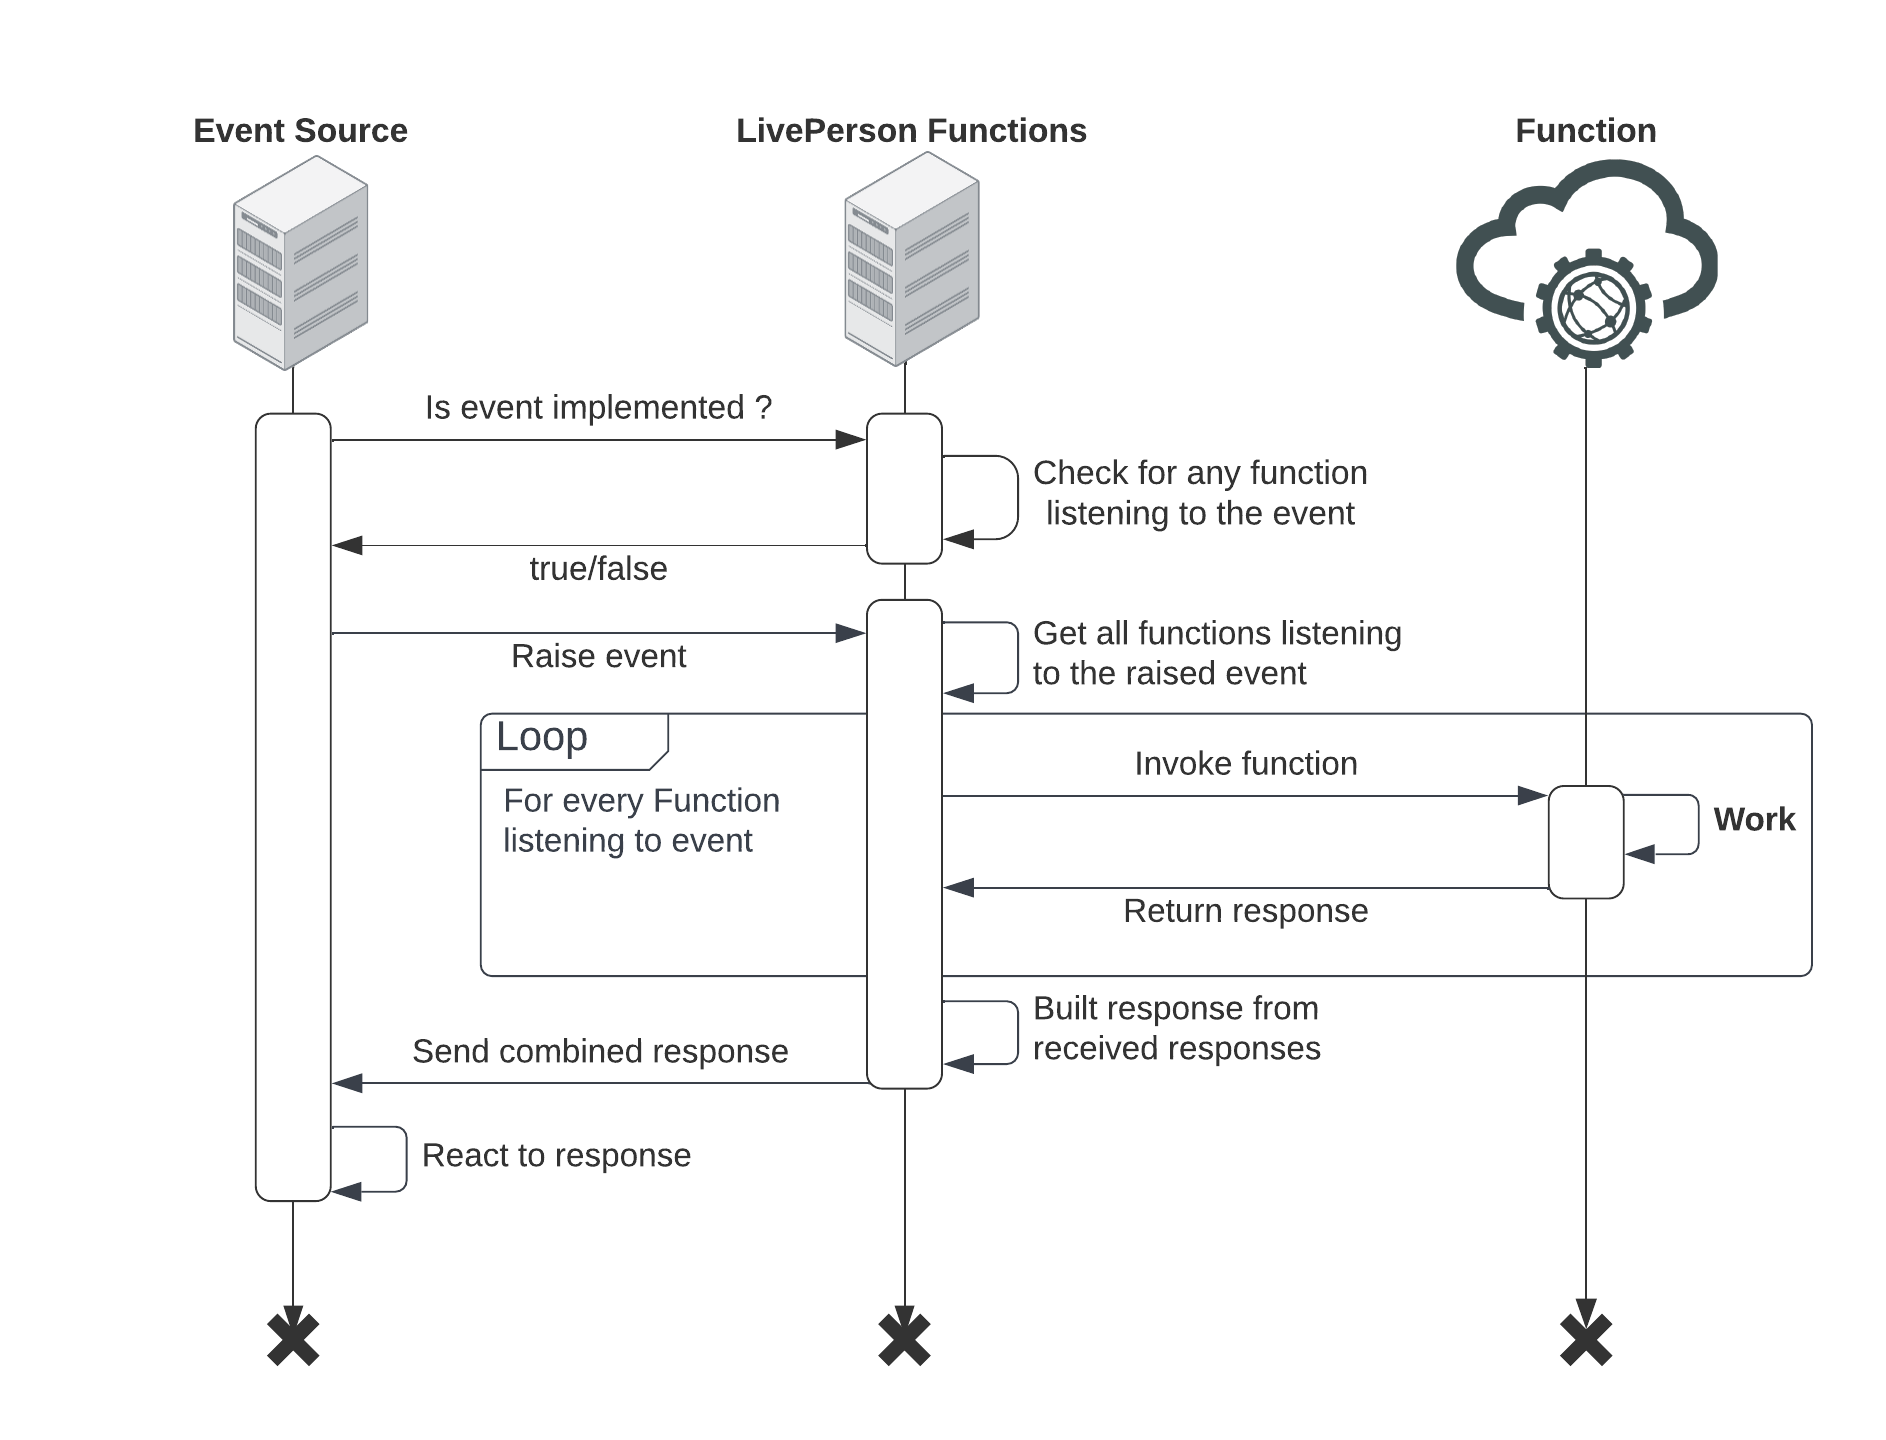 Event Source
LivePerson Functions
Function
Is event implemented ?
Check for any function
listening to the event
true/false
Raise event
Get all functions listening
to the raised event
Loop
For every Function
listening to event
Invoke function
Work
Return response
Built response from
received responses
Send combined response
React to response